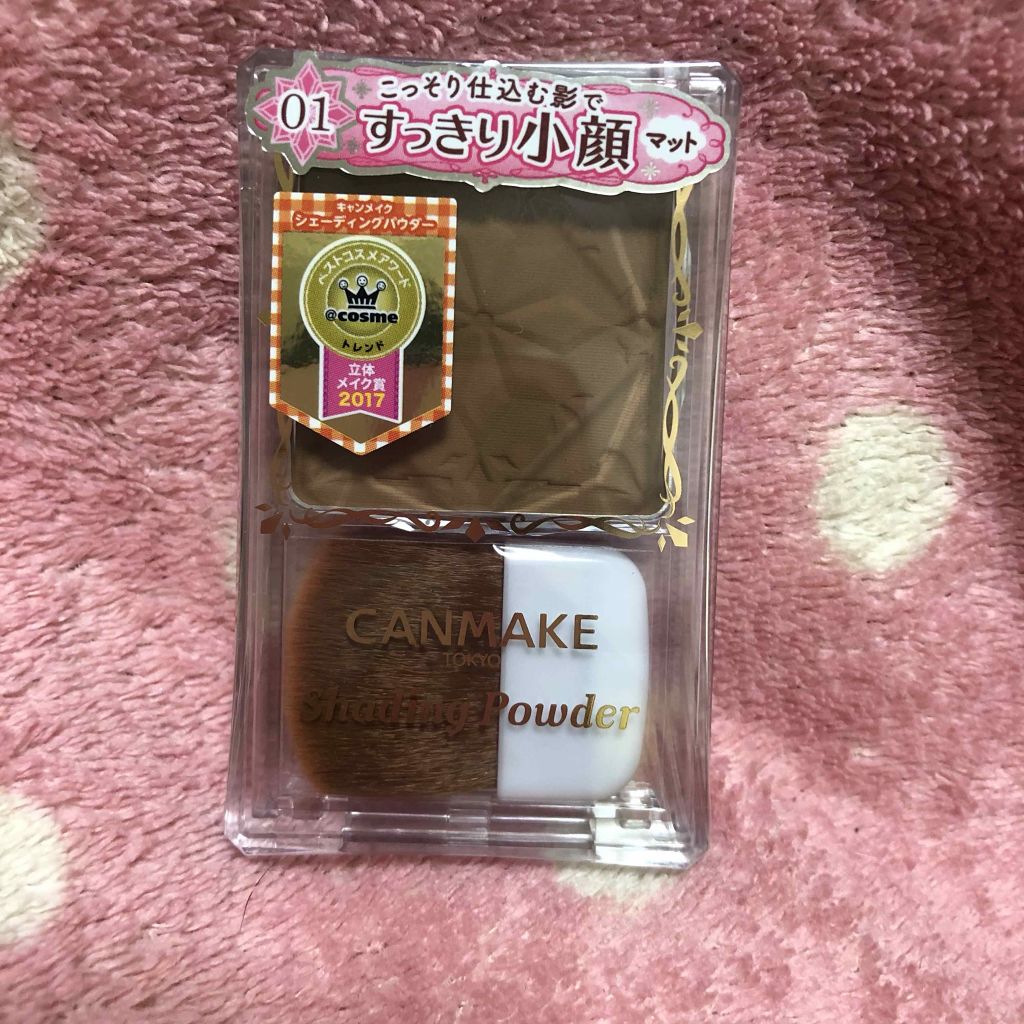 01
こっそり仕込む影で
すっきり小顔
マット
キャンメイク
シェーディングパウダー
ベストコスメアワード
@cosme
トレンド
立体
メイク賞
2017
CANMAKE
TOKYO
Shading Powder